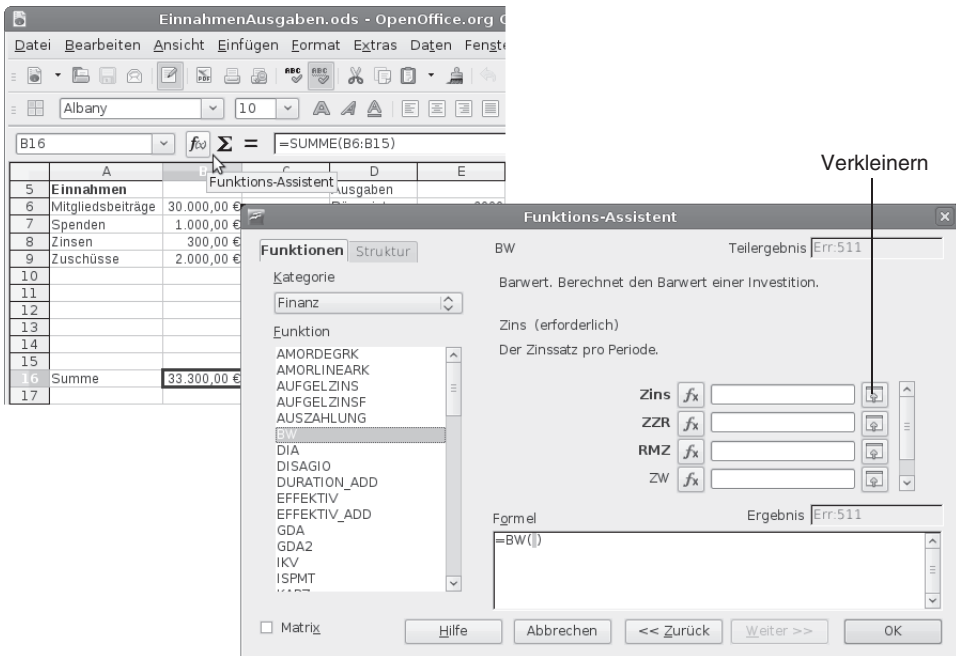 EinnahmenAusgaben.ods - OpenOffice.org C
Datei Bearbeiten Ansicht Einfügen Format Extras Daten Fenste
Albany 10
B16 f(x) Σ = =SUMME(B6:B15)
Funktions-Assistent
A B C D E
5 Einnahmen Ausgaben
6 Mitgliedsbeiträge 30.000,00 €
7 Spenden 1.000,00 €
8 Zinsen 300,00 €
9 Zuschüsse 2.000,00 €
10
11
12
13
14
15
16 Summe 33.300,00 €
17
Verkleinern
Funktions-Assistent
Funktionen Struktur
Kategorie
Finanz
Funktion
AMORDEGRK
AMORLINEARK
AUFGELZINS
AUFGELZINSF
AUSZAHLUNG
BW
DIA
DISAGIO
DURATION_ADD
EFFEKTIV
EFFEKTIV_ADD
GDA
GDA2
IKV
ISPMT
BW Teilergebnis Err:511
Barwert. Berechnet den Barwert einer Investition.
Zins (erforderlich)
Der Zinssatz pro Periode.
Zins fx
ZZR fx
RMZ fx
ZW fx
Formel Ergebnis Err:511
=BW()
Matrix Hilfe Abbrechen << Zurück Weiter >> OK